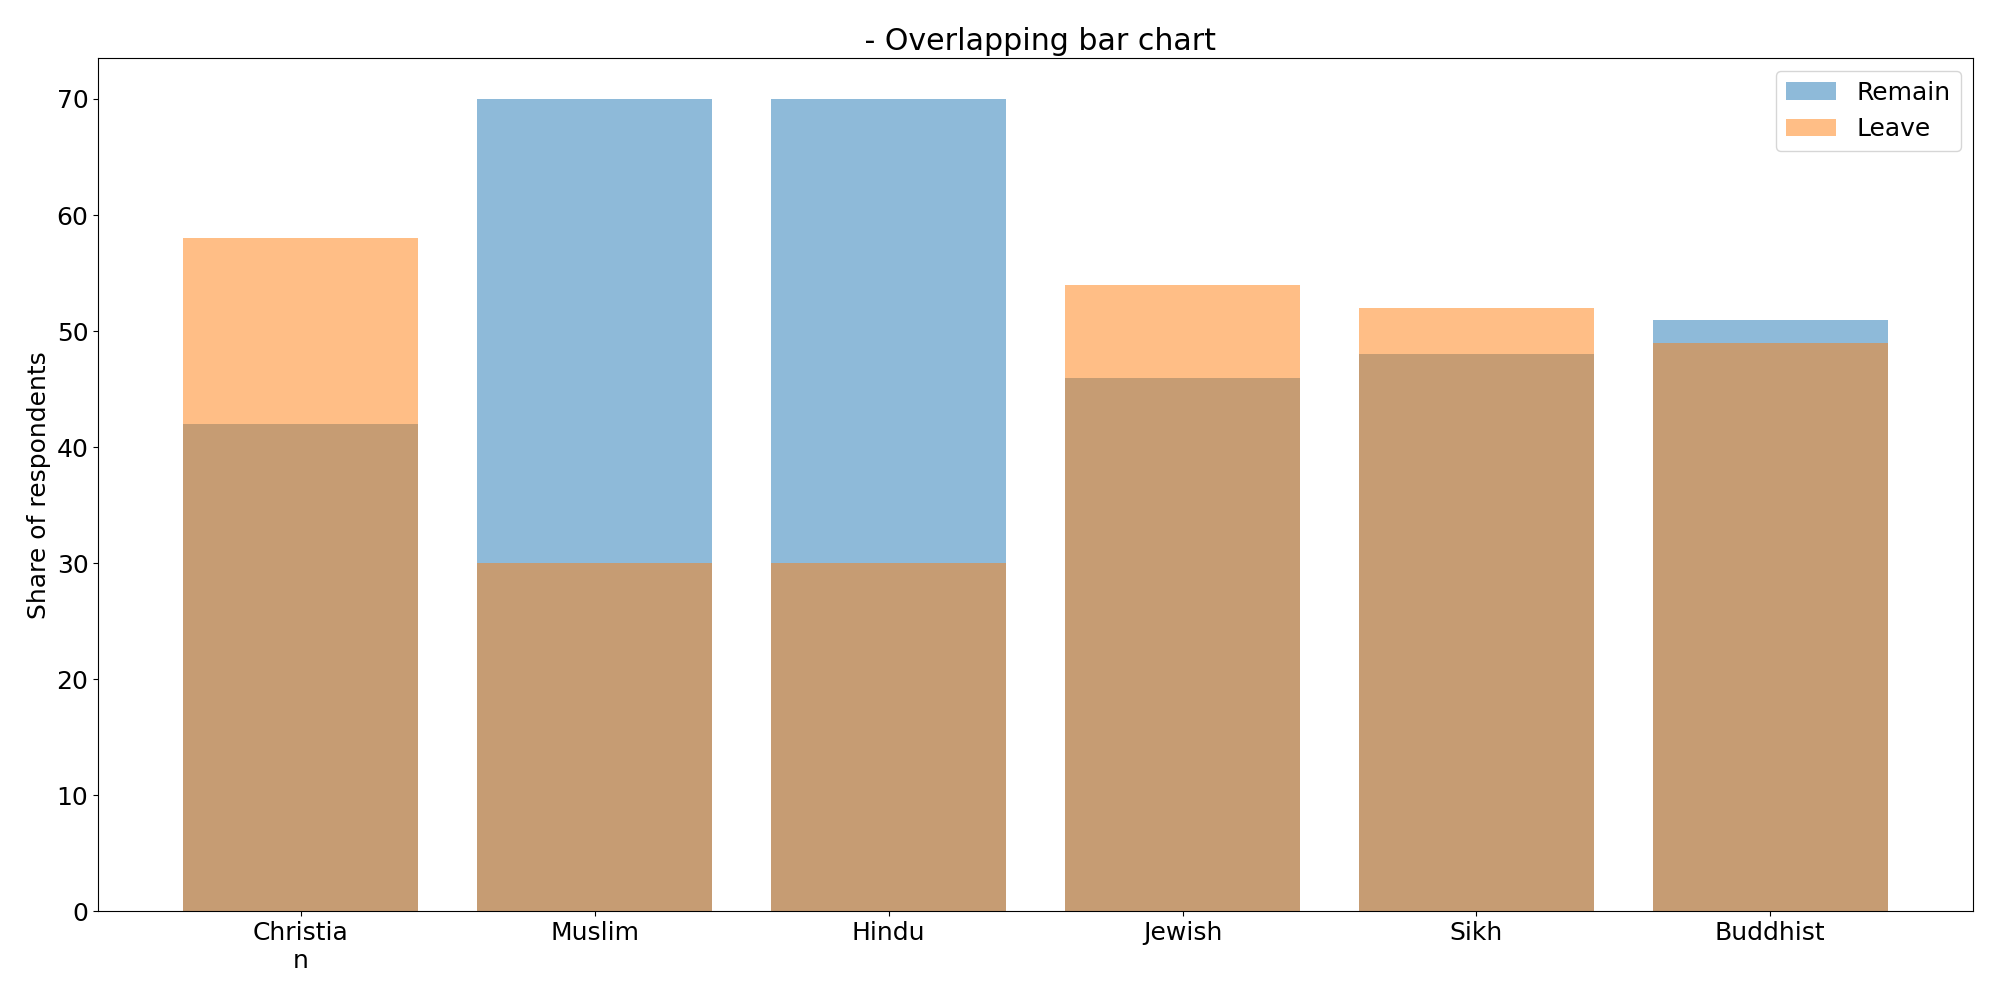 - Overlapping bar chart
Remain
Leave
Share of respondents
70
60
50
40
30
20
10
0
Christia
n
Muslim
Hindu
Jewish
Sikh
Buddhist